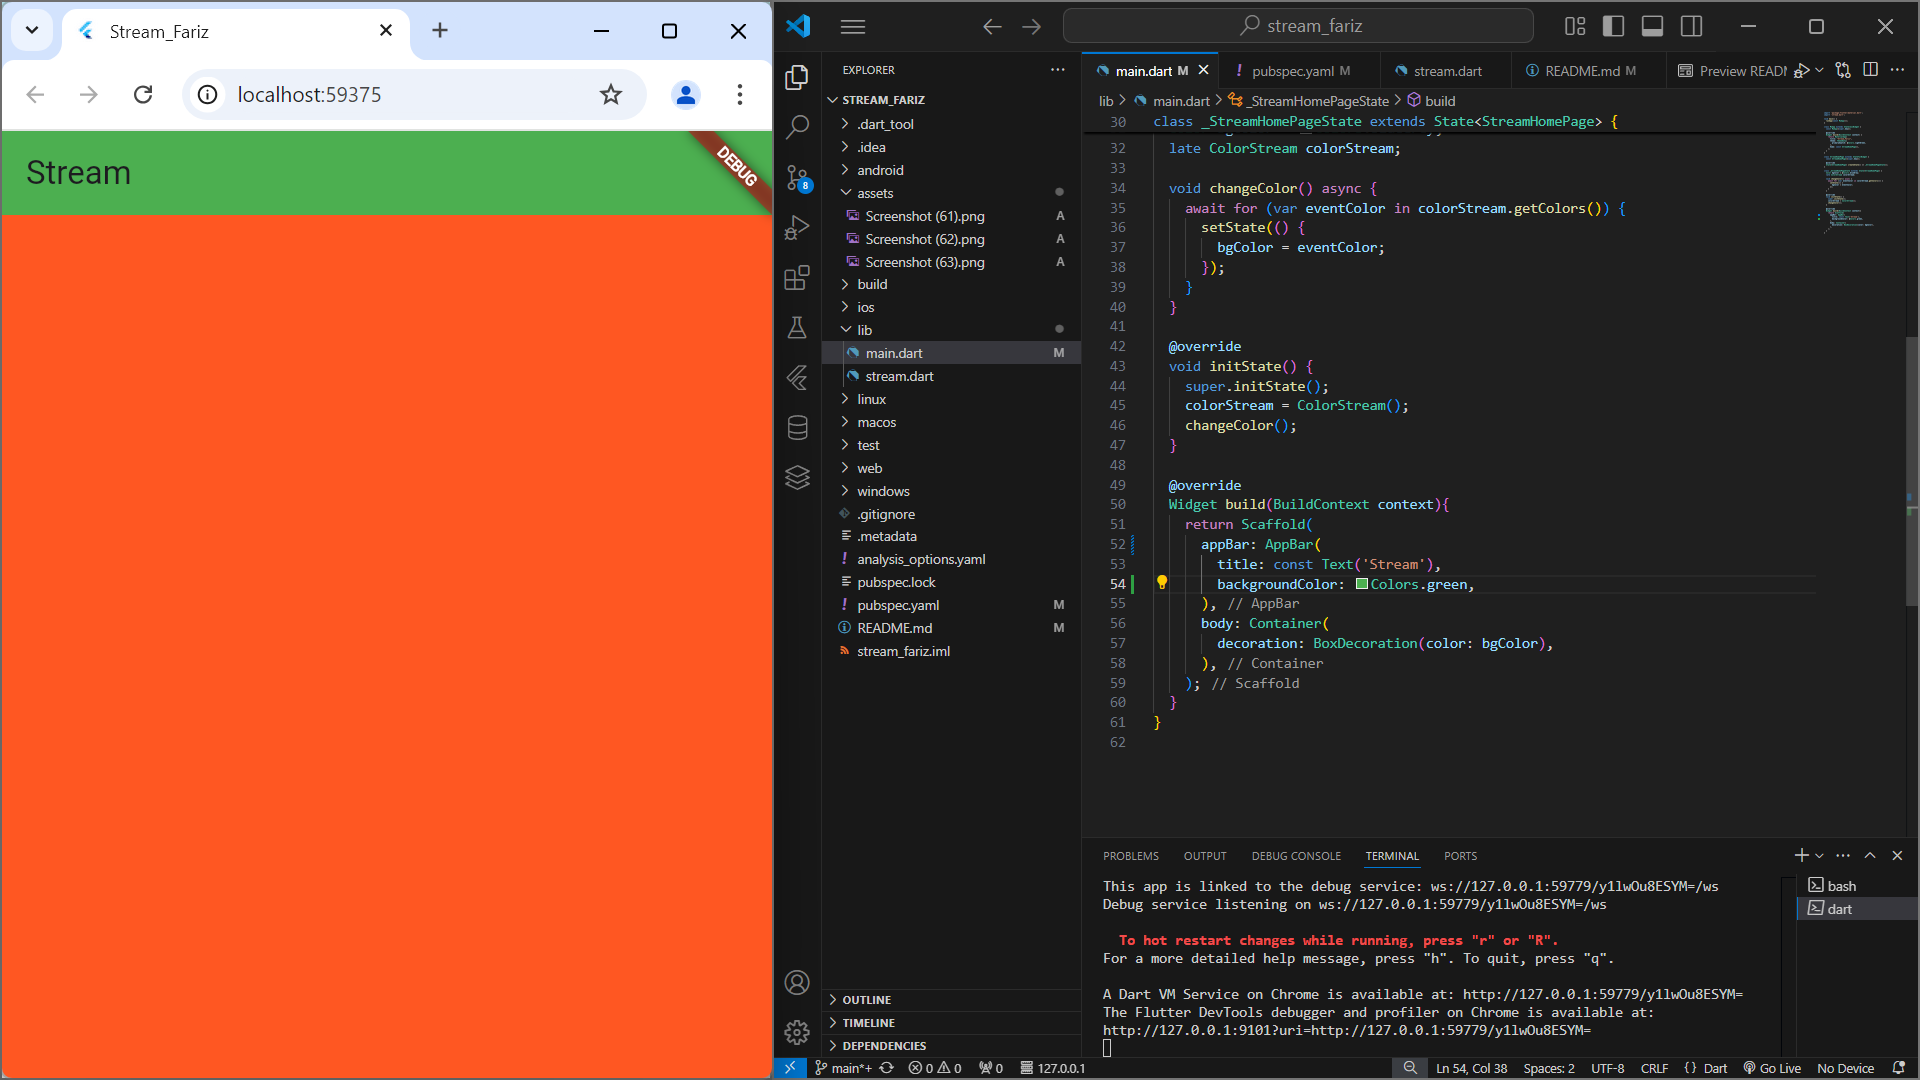 Stream_Fariz
localhost:59375
Stream
DEBUG
stream_fariz
EXPLORER
STREAM_FARIZ
.dart_tool
.idea
android
assets
Screenshot (61).png A
Screenshot (62).png A
Screenshot (63).png A
build
ios
lib
main.dart M
stream.dart
linux
macos
test
web
windows
.gitignore
.metadata
analysis_options.yaml
pubspec.lock
pubspec.yaml M
README.md M
stream_fariz.iml
OUTLINE
TIMELINE
DEPENDENCIES
8
main.dart M
pubspec.yaml M
stream.dart
README.md M
Preview READ
lib > main.dart > _StreamHomePageState > build
30 class _StreamHomePageState extends State<StreamHomePage> {
32 late ColorStream colorStream;
33
34 void changeColor() async {
35 await for (var eventColor in colorStream.getColors()) {
36 setState(() {
37 bgColor = eventColor;
38 });
39 }
40 }
41
42 @override
43 void initState() {
44 super.initState();
45 colorStream = ColorStream();
46 changeColor();
47 }
48
49 @override
50 Widget build(BuildContext context){
51 return Scaffold(
52 appBar: AppBar(
53 title: const Text('Stream'),
54 backgroundColor: Colors.green,
55 ), // AppBar
56 body: Container(
57 decoration: BoxDecoration(color: bgColor),
58 ), // Container
59 ); // Scaffold
60 }
61 }
62
PROBLEMS OUTPUT DEBUG CONSOLE TERMINAL PORTS
This app is linked to the debug service: ws://127.0.0.1:59779/y1lwOu8ESYM=/ws
Debug service listening on ws://127.0.0.1:59779/y1lwOu8ESYM=/ws
To hot restart changes while running, press "r" or "R".
For a more detailed help message, press "h". To quit, press "q".
A Dart VM Service on Chrome is available at: http://127.0.0.1:59779/y1lwOu8ESYM=
The Flutter DevTools debugger and profiler on Chrome is available at:
http://127.0.0.1:9101?uri=http://127.0.0.1:59779/y1lwOu8ESYM=
bash
dart
main*+ 0 0 0 127.0.0.1 Ln 54, Col 38 Spaces: 2 UTF-8 CRLF {} Dart Go Live No Device